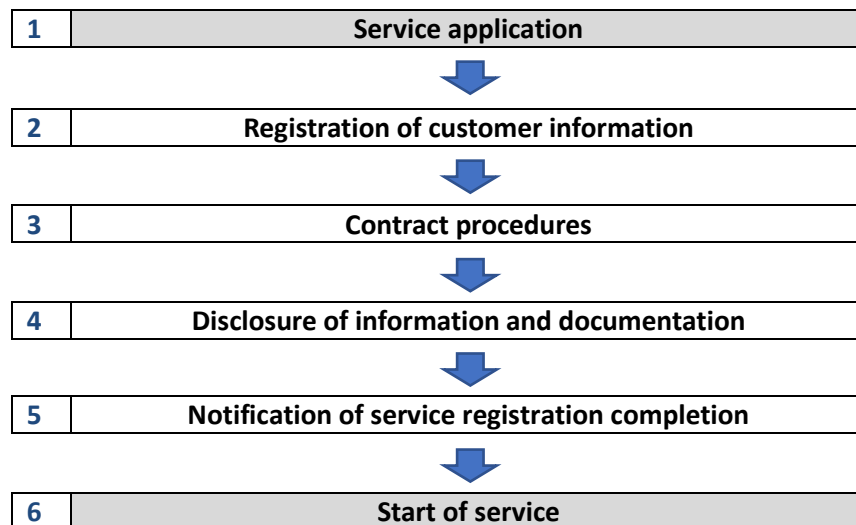 1 Service application
2 Registration of customer information
3 Contract procedures
4 Disclosure of information and documentation
5 Notification of service registration completion
6 Start of service